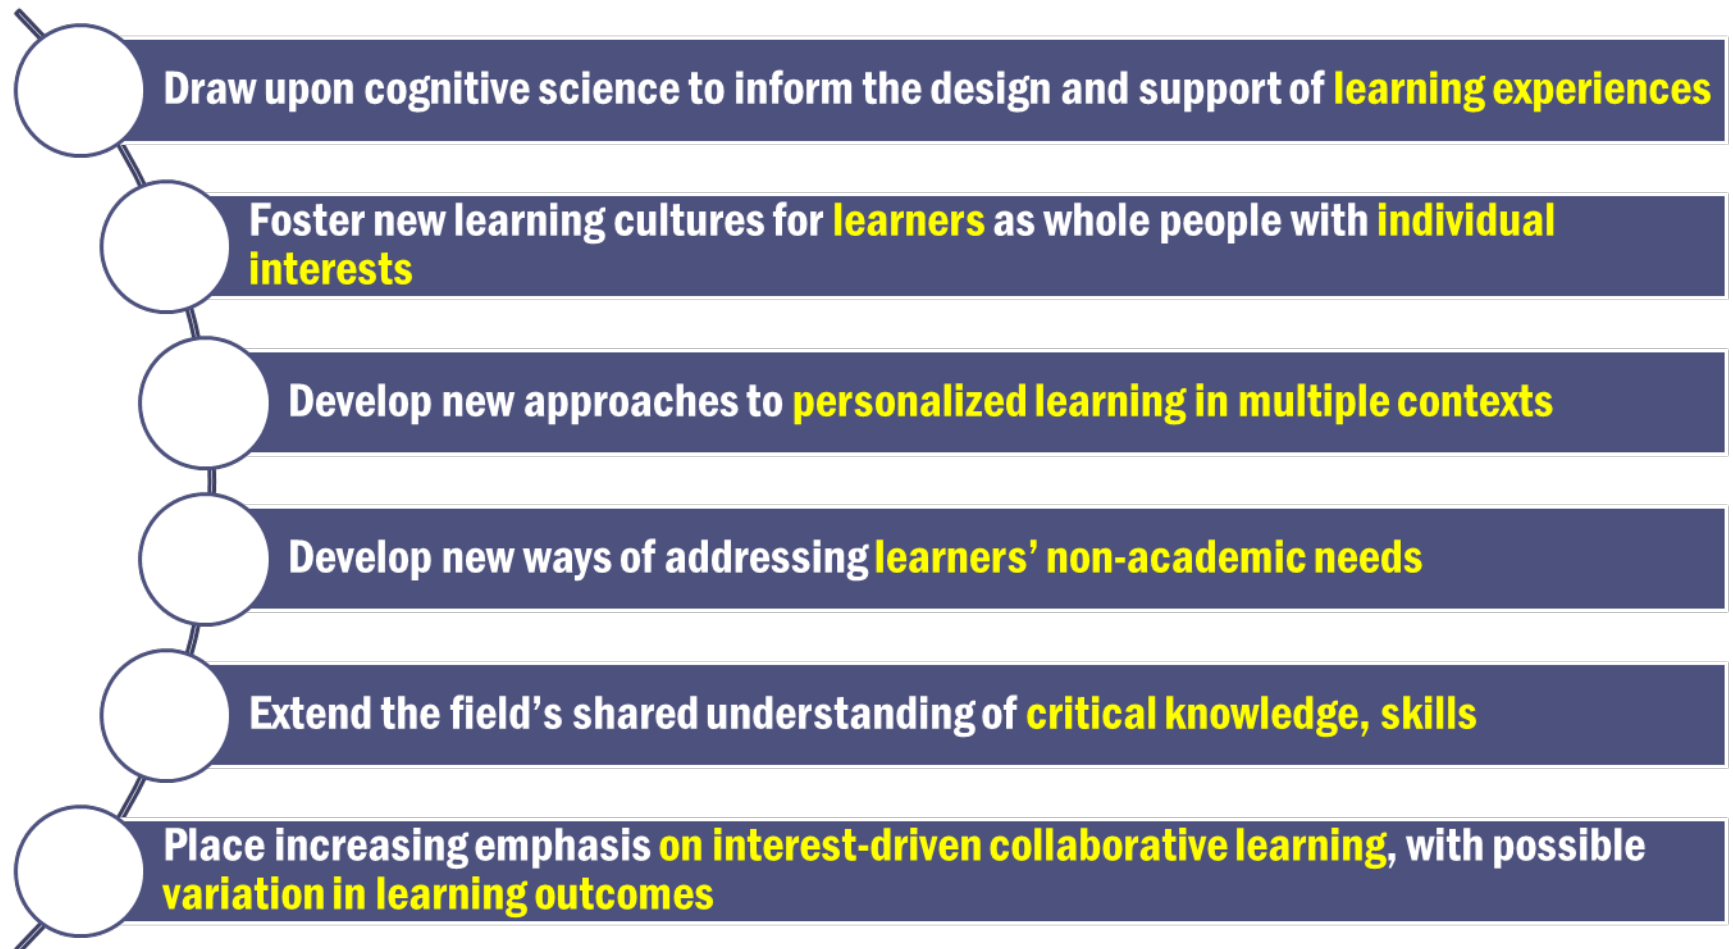 Draw upon cognitive science to inform the design and support of learning experiences
Foster new learning cultures for learners as whole people with individual
interests
Develop new approaches to personalized learning in multiple contexts
Develop new ways of addressing learners’ non-academic needs
Extend the field’s shared understanding of critical knowledge, skills
Place increasing emphasis on interest-driven collaborative learning, with possible
variation in learning outcomes